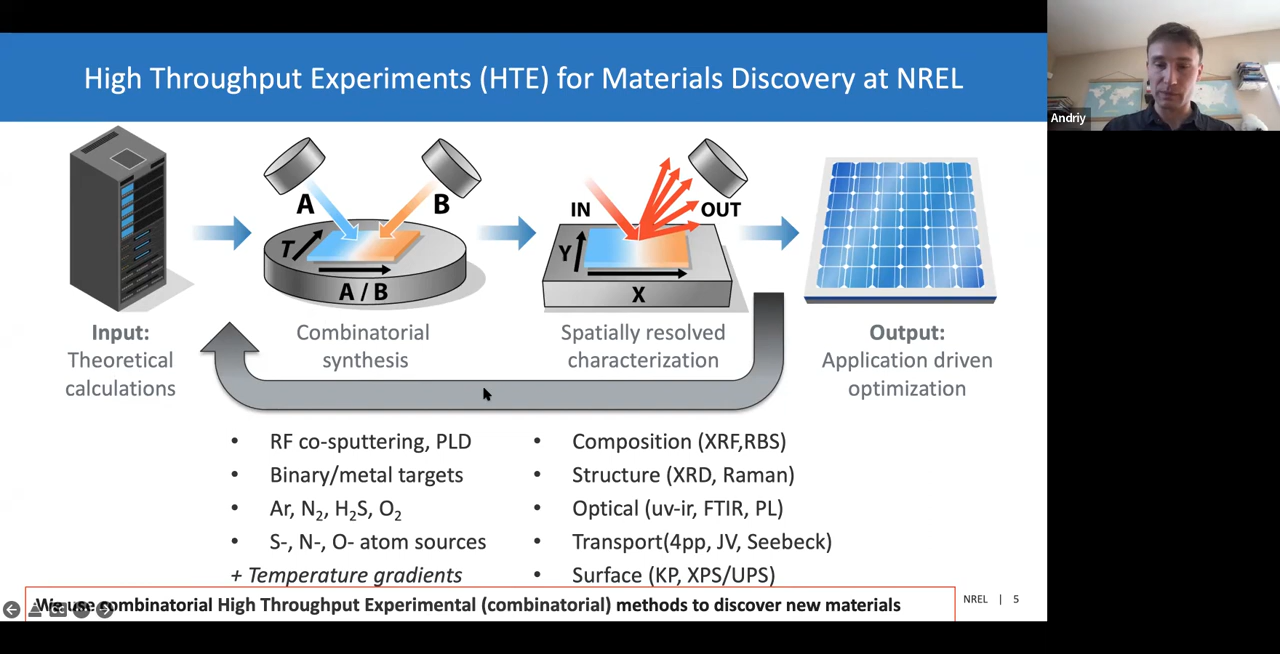 High Throughput Experiments (HTE) for Materials Discovery at NREL
Andriy
A
B
T
A / B
IN
OUT
Y
X
Input:
Theoretical
calculations
Combinatorial
synthesis
Spatially resolved
characterization
Output:
Application driven
optimization
• RF co-sputtering, PLD
• Binary/metal targets
• Ar, N₂, H₂S, O₂
• S-, N-, O- atom sources
+ Temperature gradients
• Composition (XRF,RBS)
• Structure (XRD, Raman)
• Optical (uv-ir, FTIR, PL)
• Transport(4pp, JV, Seebeck)
• Surface (KP, XPS/UPS)
We use combinatorial High Throughput Experimental (combinatorial) methods to discover new materials
NREL | 5